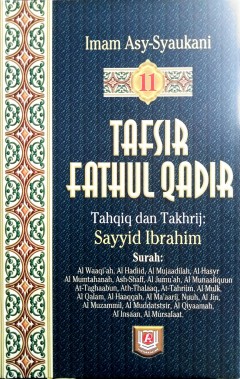 Imam Asy-Syaukani
11
TAFSIR
FATHUL QADIR
Tahqiq dan Takhrij:
Sayyid Ibrahim
Surah:
Al Waaqi'ah, Al Hadiid, Al Mujaadilah, Al-Hasyr
Al Mumtahanah, Ash-Shaff, Al Jumu'ah, Al Munaafiquun
At-Taghaabun, Ath-Thalaaq, At-Tahriim, Al Mulk,
Al Qalam, Al Haaqqah, Al Ma'aarij, Nuuh, Al Jin,
Al Muzammil, Al Muddatstsir, Al Qiyaamah,
Al Insaan, Al Mursalaat.